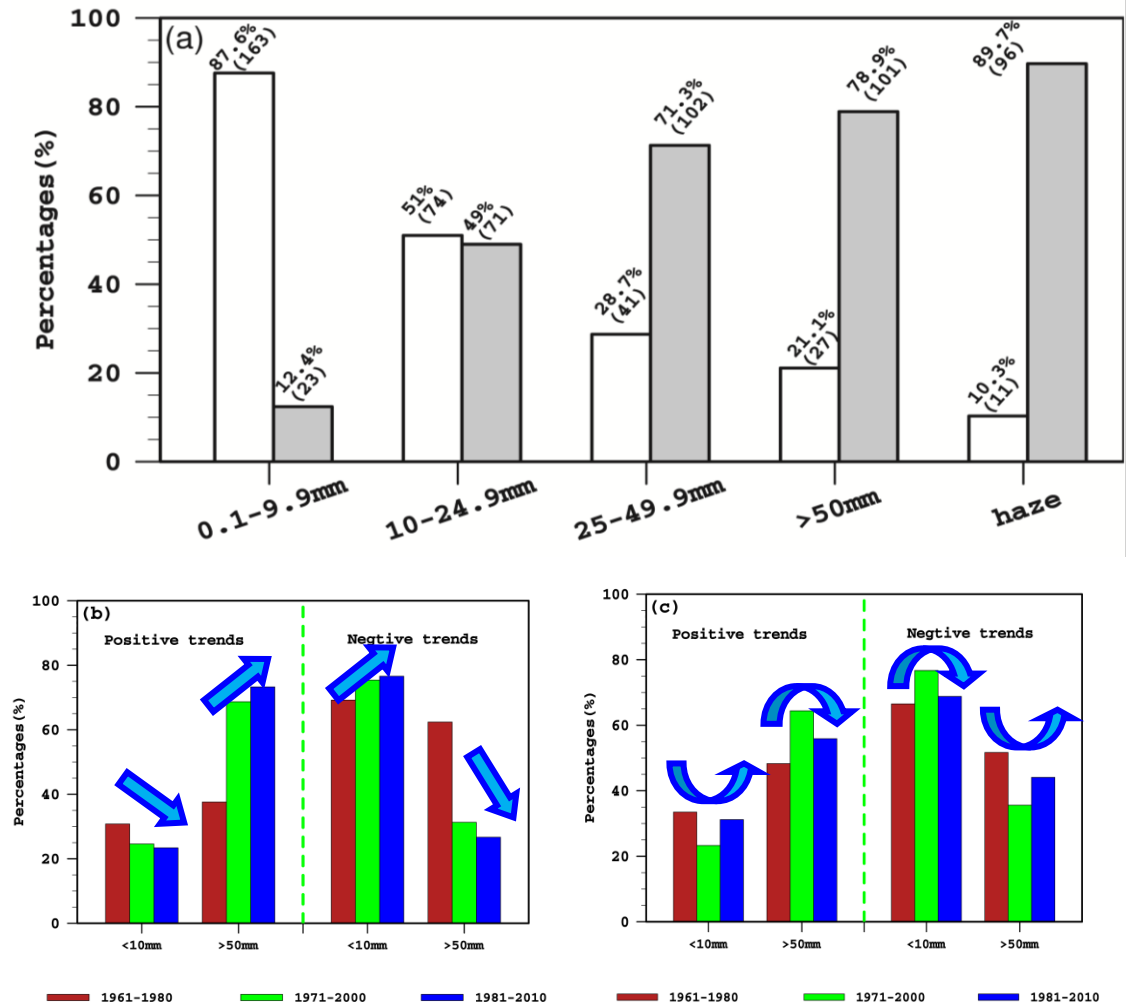 (a)
Percentages(%)
100
80
60
40
20
0
87.6%
(163)
12.4%
(23)
51%
(74)
49%
(71)
28.7%
(41)
71.3%
(102)
21.1%
(27)
78.9%
(101)
10.3%
(11)
89.7%
(96)
0.1-9.9mm
10-24.9mm
25-49.9mm
>50mm
haze
(b)
Positive trends
Negtive trends
Percentages(%)
100
80
60
40
20
0
<10mm
>50mm
<10mm
>50mm
1961-1980
1971-2000
1981-2010
(c)
Positive trends
Negtive trends
Percentages(%)
100
80
60
40
20
0
<10mm
>50mm
<10mm
>50mm
1961-1980
1971-2000
1981-2010